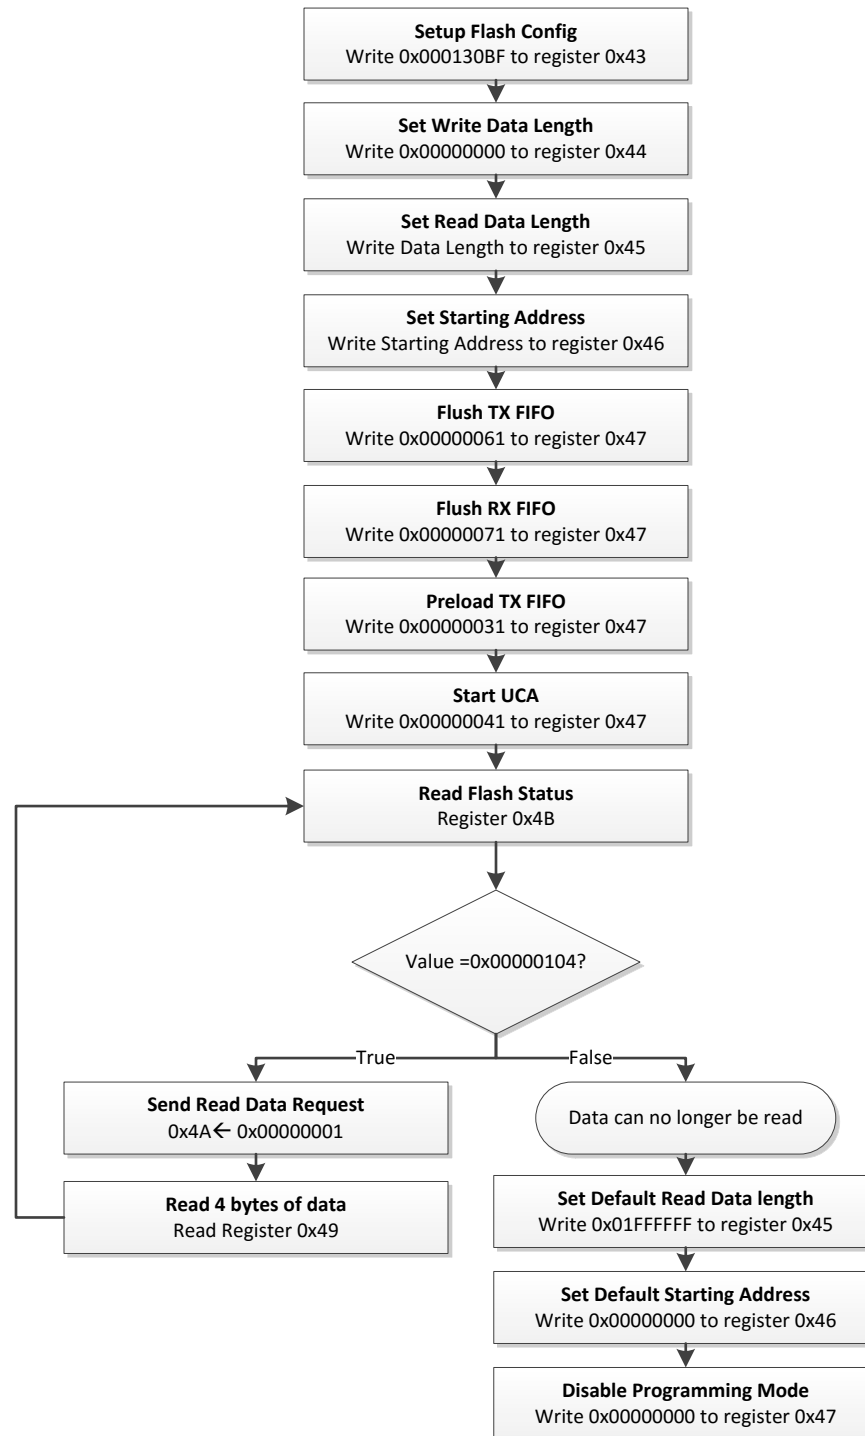 Setup Flash Config
Write 0x000130BF to register 0x43
Set Write Data Length
Write 0x00000000 to register 0x44
Set Read Data Length
Write Data Length to register 0x45
Set Starting Address
Write Starting Address to register 0x46
Flush TX FIFO
Write 0x00000061 to register 0x47
Flush RX FIFO
Write 0x00000071 to register 0x47
Preload TX FIFO
Write 0x00000031 to register 0x47
Start UCA
Write 0x00000041 to register 0x47
Read Flash Status
Register 0x4B
Value =0x00000104?
True
False
Send Read Data Request
0x4A← 0x00000001
Read 4 bytes of data
Read Register 0x49
Data can no longer be read
Set Default Read Data length
Write 0x01FFFFFF to register 0x45
Set Default Starting Address
Write 0x00000000 to register 0x46
Disable Programming Mode
Write 0x00000000 to register 0x47